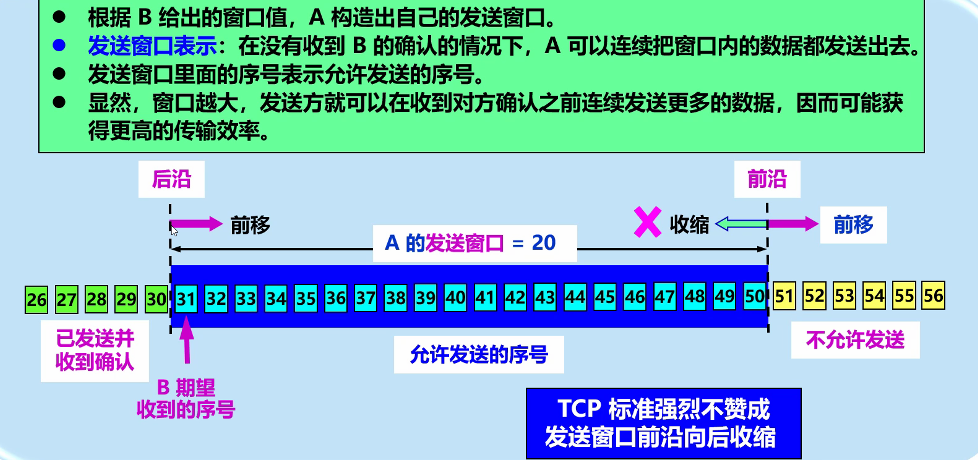 ● 根据 B 给出的窗口值，A 构造出自己的发送窗口。
● 发送窗口表示：在没有收到 B 的确认的情况下，A 可以连续把窗口内的数据都发送出去。
● 发送窗口里面的序号表示允许发送的序号。
● 显然，窗口越大，发送方就可以在收到对方确认之前连续发送更多的数据，因而可能获
得更高的传输效率。
后沿 前沿
前移 收缩 前移
A 的发送窗口 = 20
26 27 28 29 30 31 32 33 34 35 36 37 38 39 40 41 42 43 44 45 46 47 48 49 50 51 52 53 54 55 56
已发送并
收到确认
允许发送的序号
不允许发送
B 期望
收到的序号
TCP 标准强烈不赞成
发送窗口前沿向后收缩